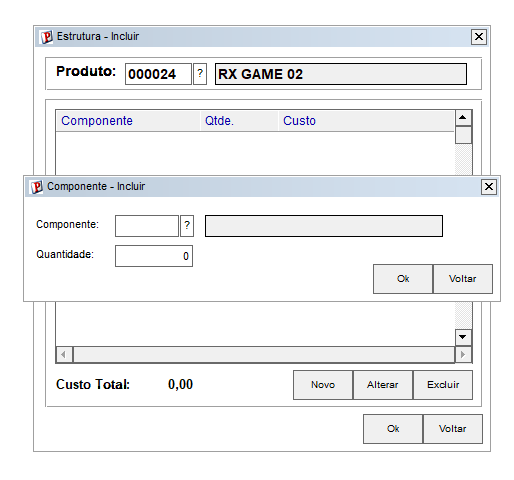 Estrutura - Incluir
Produto: 000024 ? RX GAME 02
Componente Qtde. Custo
Componente - Incluir
Componente: ?
Quantidade: 0
Ok Voltar
Custo Total: 0,00 Novo Alterar Excluir
Ok Voltar